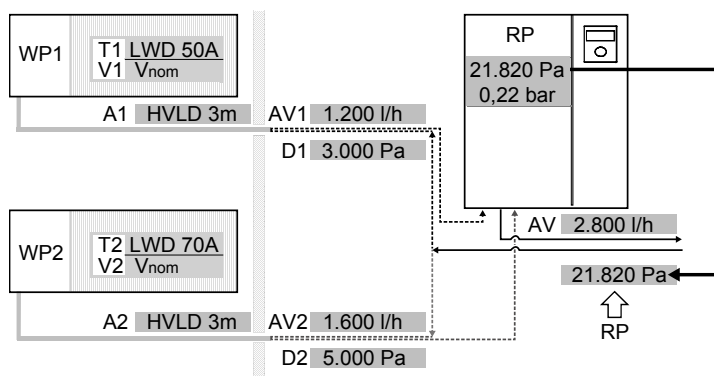 WP1
T1 LWD 50A
V1 Vnom
A1 HVLD 3m
AV1 1.200 l/h
D1 3.000 Pa
RP
21.820 Pa
0,22 bar
WP2
T2 LWD 70A
V2 Vnom
AV 2.800 l/h
21.820 Pa
RP
A2 HVLD 3m
AV2 1.600 l/h
D2 5.000 Pa